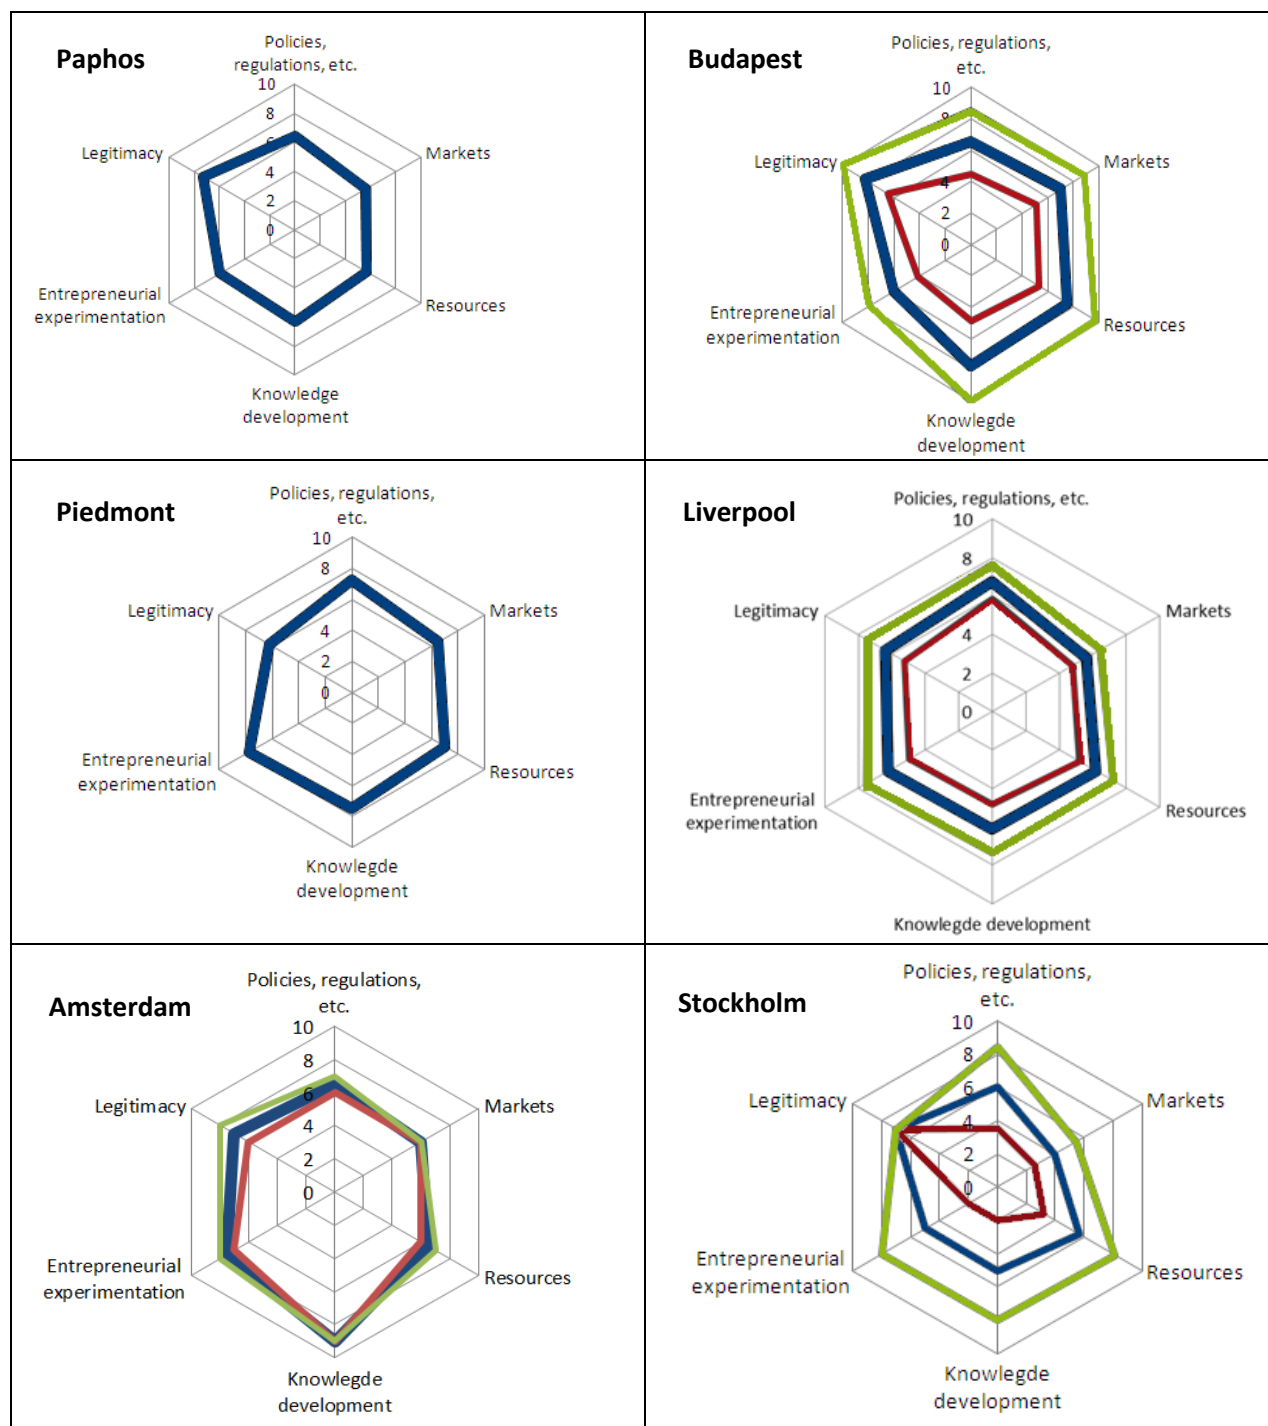 Paphos
Policies,
regulations, etc.
10
8
6
4
2
0
Legitimacy
Markets
Entrepreneurial
experimentation
Resources
Knowledge
development
Budapest
Policies, regulations,
etc.
10
8
4
2
0
Legitimacy
Markets
Entrepreneurial
experimentation
Resources
Knowlegde
development
Piedmont
Policies, regulations,
etc.
10
8
4
2
0
Legitimacy
Markets
Entrepreneurial
experimentation
Resources
Knowlegde
development
Liverpool
Policies, regulations, etc.
10
8
4
2
0
Legitimacy
Markets
Entrepreneurial
experimentation
Resources
Knowlegde development
Amsterdam
Policies, regulations,
etc.
10
8
6
4
2
0
Legitimacy
Markets
Entrepreneurial
experimentation
Resources
Knowlegde
development
Stockholm
Policies, regulations,
etc.
10
8
6
4
2
0
Legitimacy
Markets
Entrepreneurial
experimentation
Resources
Knowlegde
development